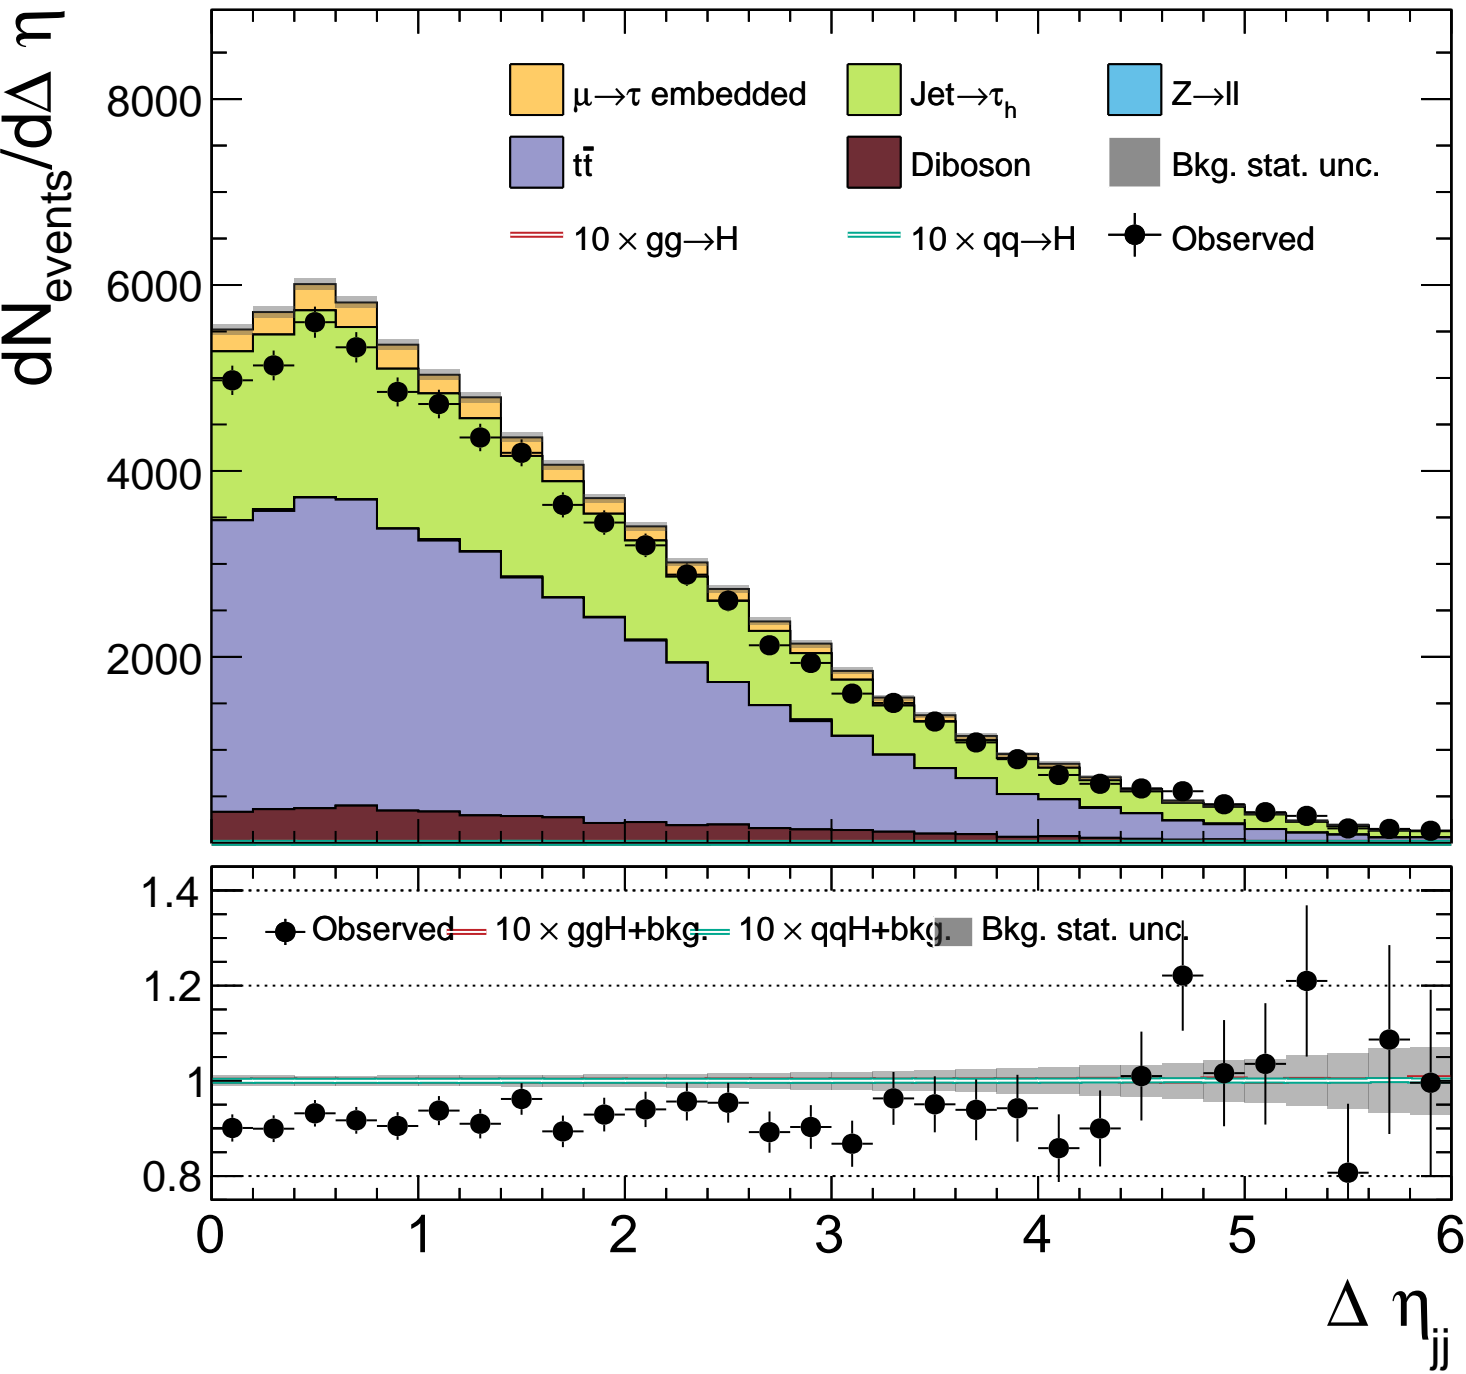 dN_events/dΔ η
8000
6000
4000
2000
μ→τ embedded
Jet→τ_h
Z→ll
tt̄
Diboson
Bkg. stat. unc.
10 × gg→H
10 × qq→H
Observed
1.4
1.2
1
0.8
Observed
10 × ggH+bkg.
10 × qqH+bkg.
Bkg. stat. unc.
0 1 2 3 4 5 6
Δ η_jj